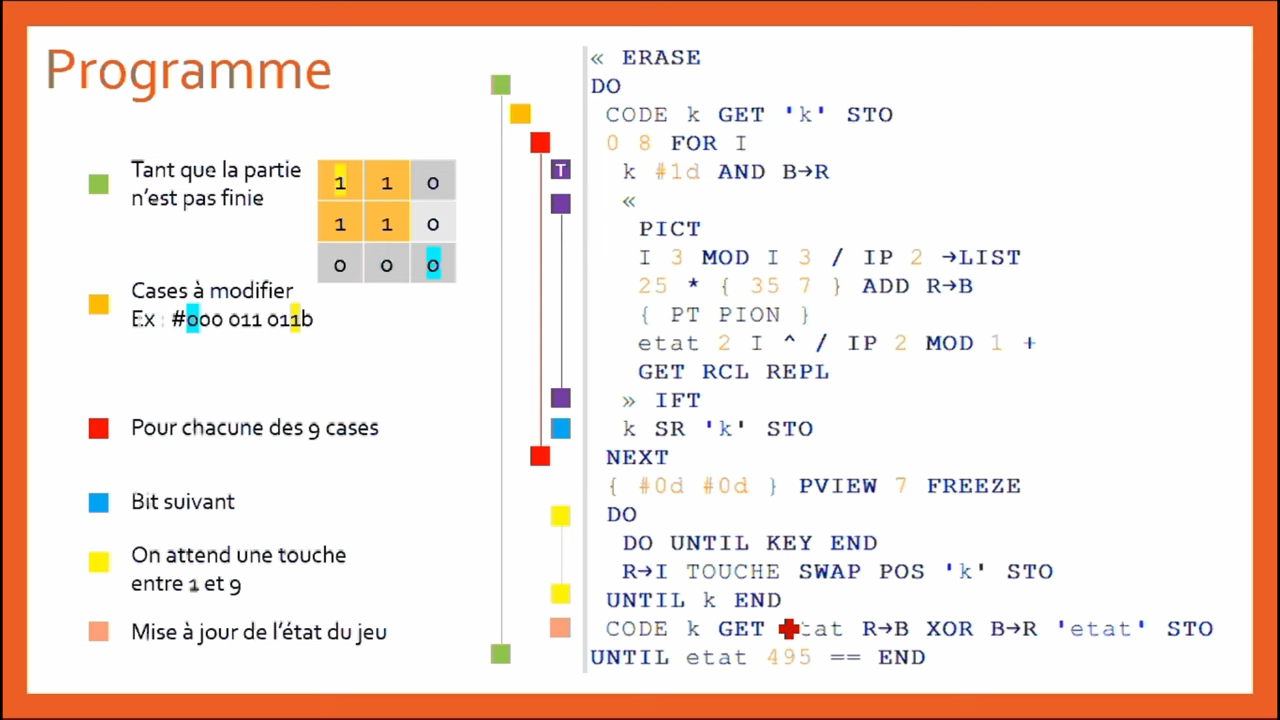 Programme
Tant que la partie
n'est pas finie
1 1 0
1 1 0
0 0 0
Cases à modifier
Ex : #000 011 011b
Pour chacune des 9 cases
Bit suivant
On attend une touche
entre 1 et 9
Mise à jour de l'état du jeu
T
« ERASE
DO
CODE k GET 'k' STO
0 8 FOR I
k #1d AND B→R
«
PICT
I 3 MOD I 3 / IP 2 →LIST
25 * { 35 7 } ADD R→B
{ PT PION }
etat 2 I ^ / IP 2 MOD 1 +
GET RCL REPL
» IFT
k SR 'k' STO
NEXT
{ #0d #0d } PVIEW 7 FREEZE
DO
DO UNTIL KEY END
R→I TOUCHE SWAP POS 'k' STO
UNTIL k END
CODE k GET etat R→B XOR B→R 'etat' STO
UNTIL etat 495 == END